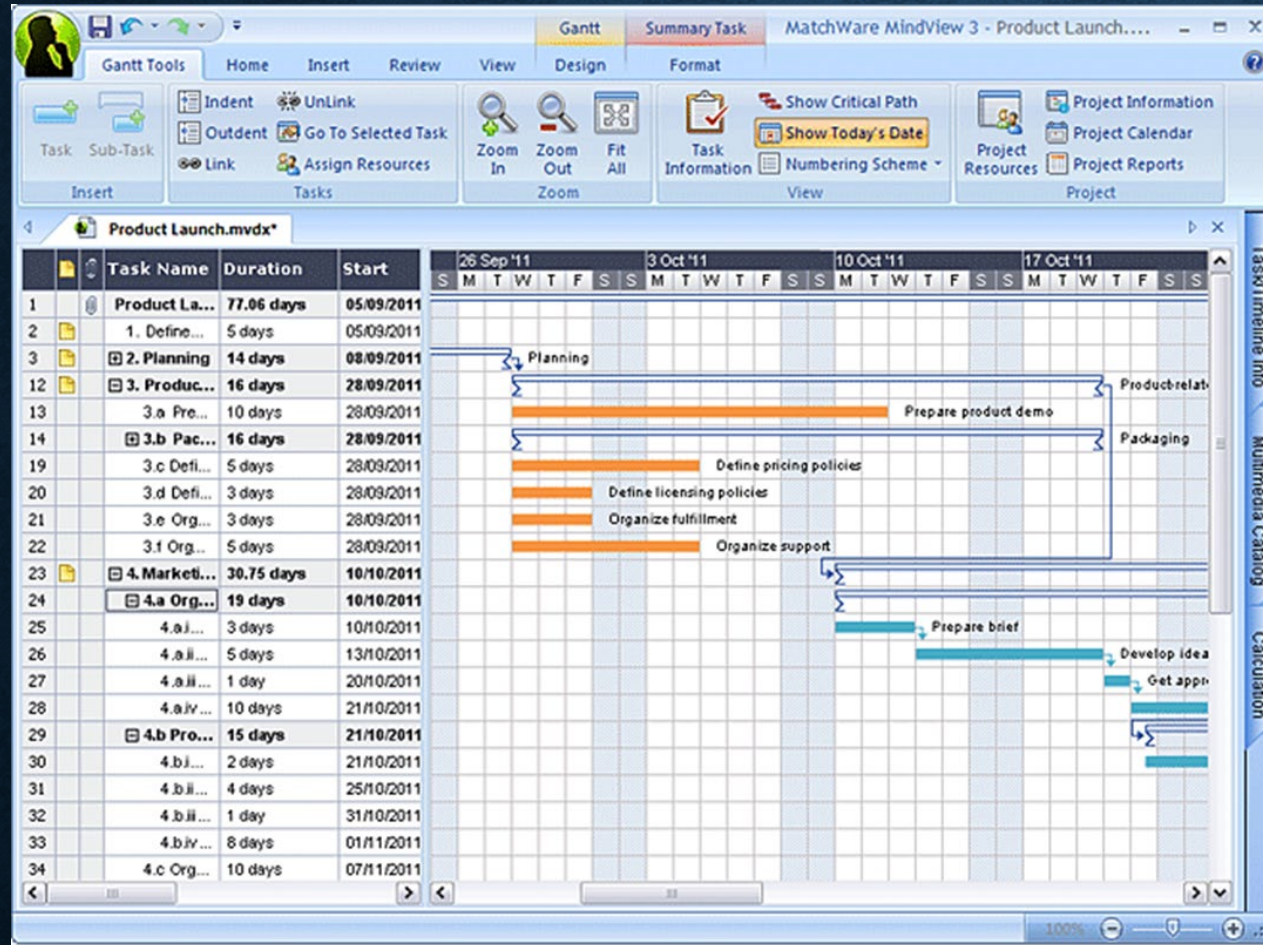 Gantt Summary Task MatchWare MindView 3 - Product Launch....
Gantt Tools Home Insert Review View Design Format
Task Sub-Task
Insert
Indent UnLink
Outdent Go To Selected Task
Link Assign Resources
Tasks
Zoom In Zoom Out Fit All
Zoom
Task Information
Show Critical Path
Show Today's Date
Numbering Scheme
View
Project Resources
Project Information
Project Calendar
Project Reports
Project
Product Launch.mvdx*
Task Name Duration Start 26 Sep '11 3 Oct '11 10 Oct '11 17 Oct '11
S M T W T F S S M T W T F S S M T W T F S S M T W T F S S
1 Product La... 77.06 days 05/09/2011
2 1. Define... 5 days 05/09/2011
3 2. Planning 14 days 08/09/2011 Planning
12 3. Produc... 16 days 28/09/2011 Product-relat
13 3.a Pre... 10 days 28/09/2011 Prepare product demo
14 3.b Pac... 16 days 28/09/2011 Packaging
19 3.c Defi... 5 days 28/09/2011 Define pricing policies
20 3.d Defi... 3 days 28/09/2011 Define licensing policies
21 3.e Org... 3 days 28/09/2011 Organize fulfillment
22 3.f Org... 5 days 28/09/2011 Organize support
23 4. Marketi... 30.75 days 10/10/2011
24 4.a Org... 19 days 10/10/2011
25 4.a.i... 3 days 10/10/2011 Prepare brief
26 4.a.ii... 5 days 13/10/2011 Develop idea
27 4.a.ii... 1 day 20/10/2011 Get appr
28 4.a.iv... 10 days 21/10/2011
29 4.b Pro... 15 days 21/10/2011
30 4.b.i... 2 days 21/10/2011
31 4.b.ii... 4 days 25/10/2011
32 4.b.ii... 1 day 31/10/2011
33 4.b.iv... 8 days 01/11/2011
34 4.c Org... 10 days 07/11/2011
Task/Timeline Info
Multimedia Catalog
Calculation
100%